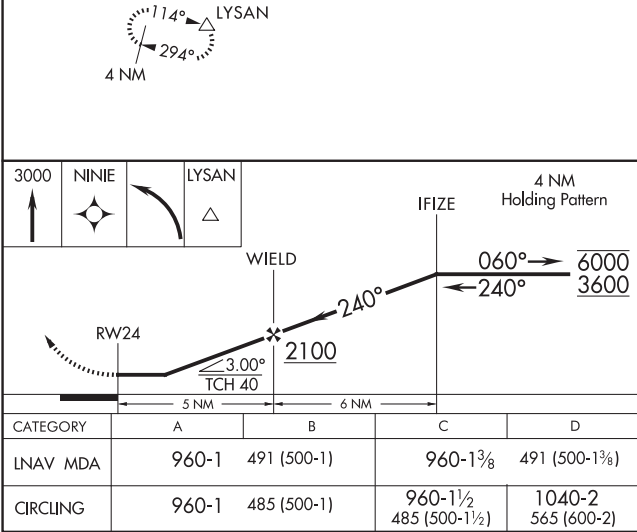 114° LYSAN
294°
4 NM
3000 NINIE LYSAN
4 NM
Holding Pattern
IFIZE
WIELD
060° 6000
240° 3600
240°
RW24
2100
3.00°
TCH 40
5 NM 6 NM
CATEGORY A B C D
LNAV MDA 960-1 491 (500-1) 960-1⅜ 491 (500-1⅜)
CIRCLING 960-1 485 (500-1) 960-1½ 1040-2
485 (500-1½) 565 (600-2)